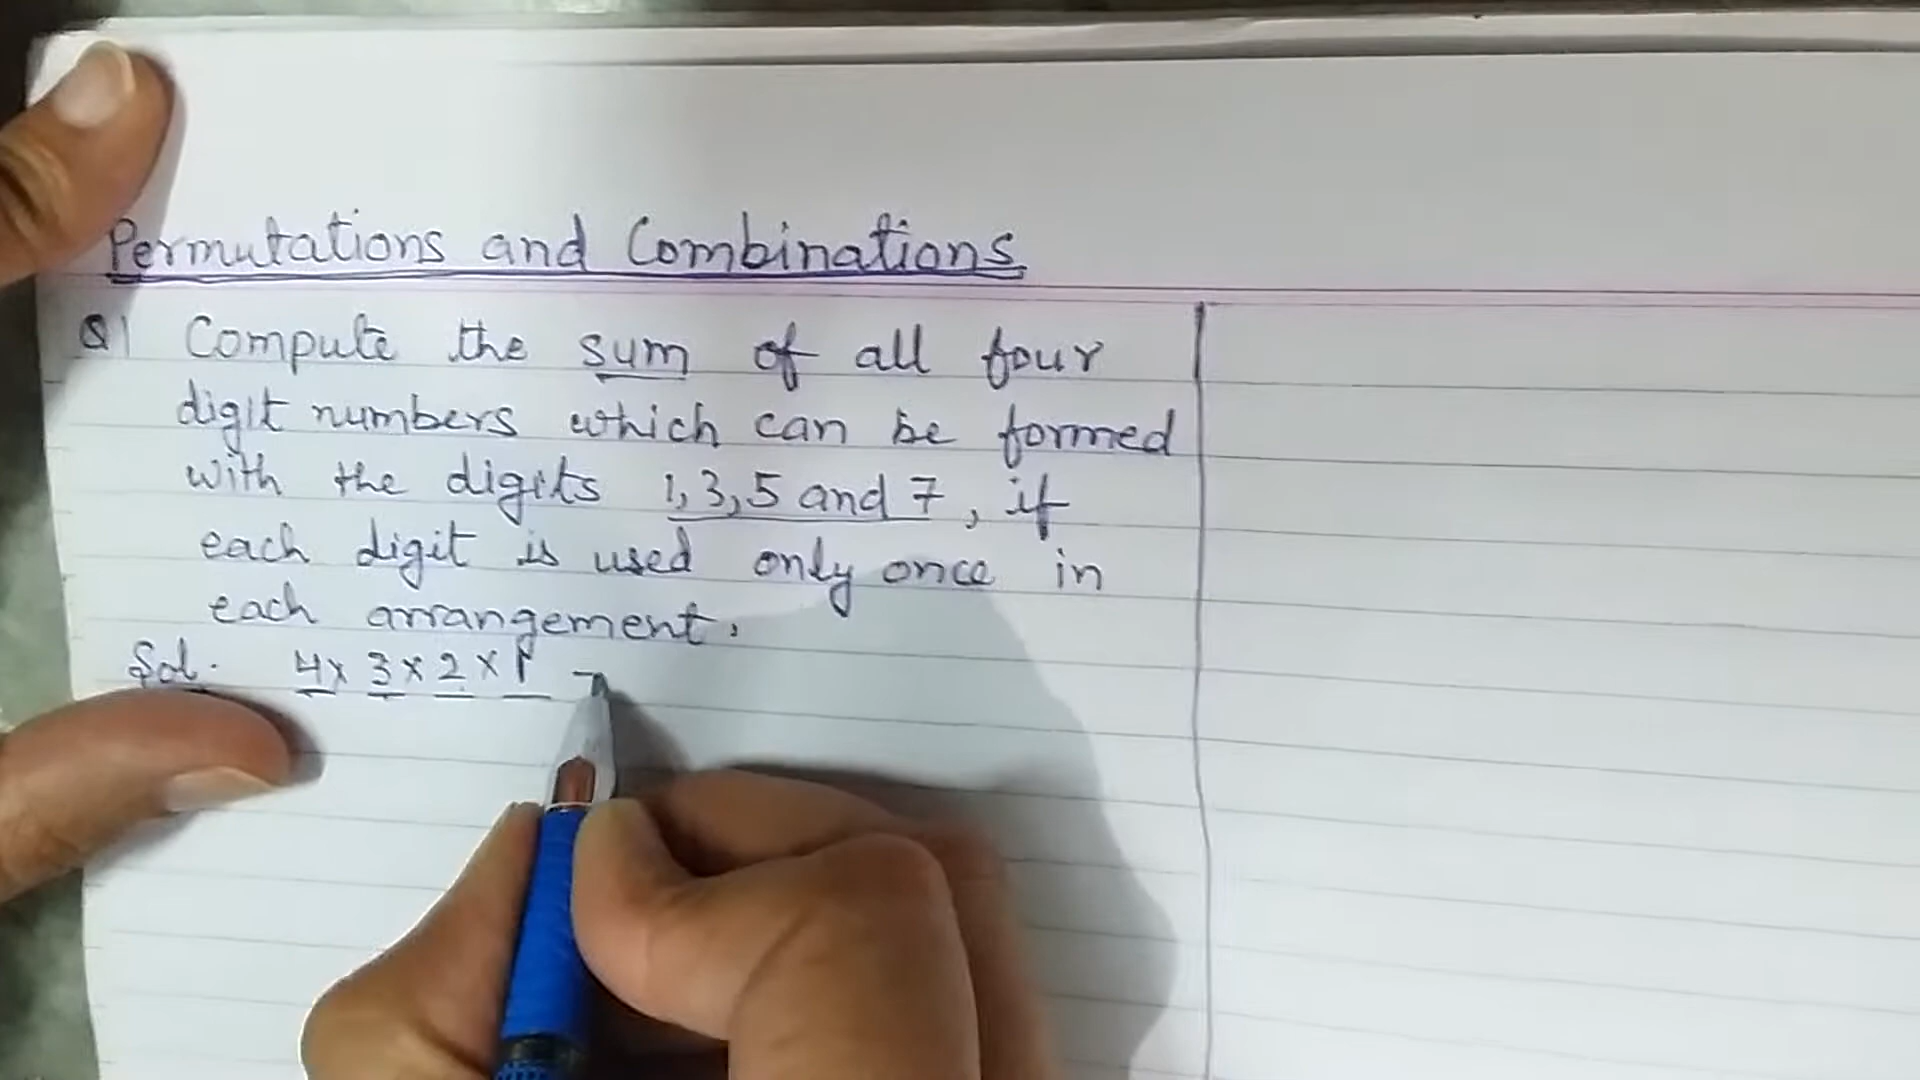 Permutations and Combinations
Q1 Compute the sum of all four
digit numbers which can be formed
with the digits 1, 3, 5 and 7, if
each digit is used only once in
each arrangement.
Sol. 4 × 3 × 2 × 1